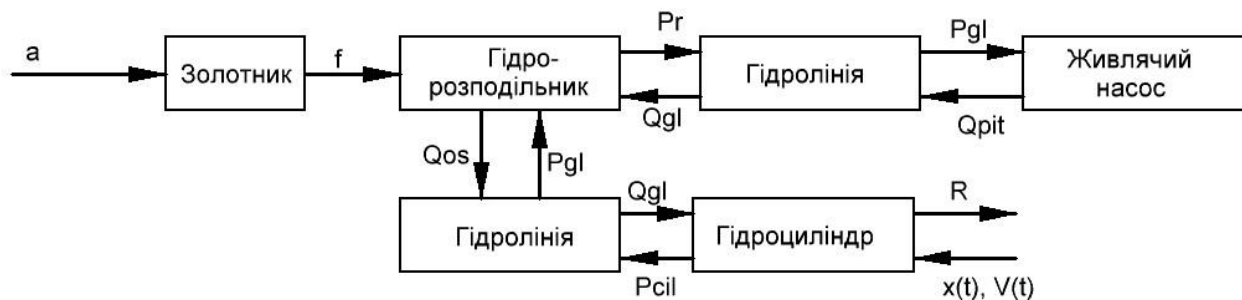 a
Золотник
f
Гідро-
розподільник
Pr
Qgl
Гідролінія
Pgl
Qpit
Живлячий
насос
Qos
Pgl
Гідролінія
Qgl
Pcil
Гідроциліндр
R
x(t), V(t)